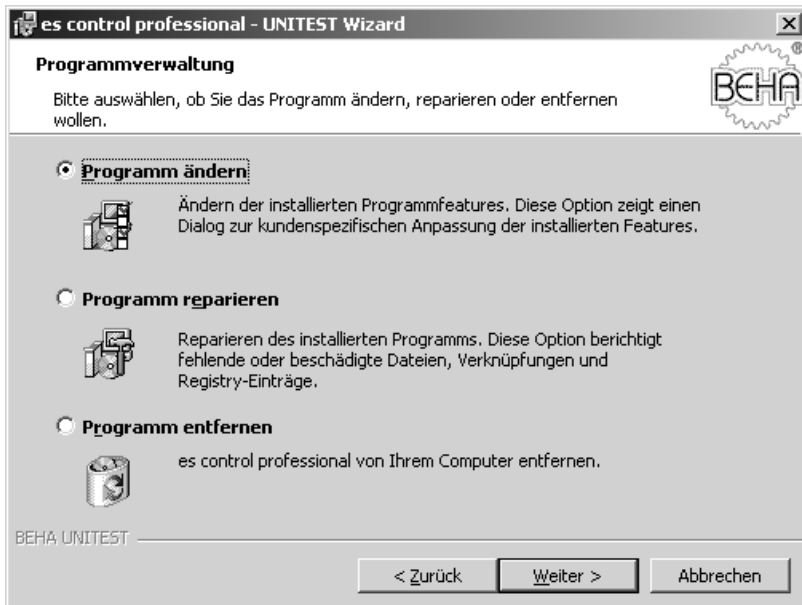 es control professional - UNITEST Wizard
Programmverwaltung
Bitte auswählen, ob Sie das Programm ändern, reparieren oder entfernen
wollen.
BEHA
®
Programm ändern
Ändern der installierten Programmfeatures. Diese Option zeigt einen
Dialog zur kundenspezifischen Anpassung der installierten Features.
Programm reparieren
Reparieren des installierten Programms. Diese Option berichtigt
fehlende oder beschädigte Dateien, Verknüpfungen und
Registry-Einträge.
Programm entfernen
es control professional von Ihrem Computer entfernen.
BEHA UNITEST
< Zurück
Weiter >
Abbrechen